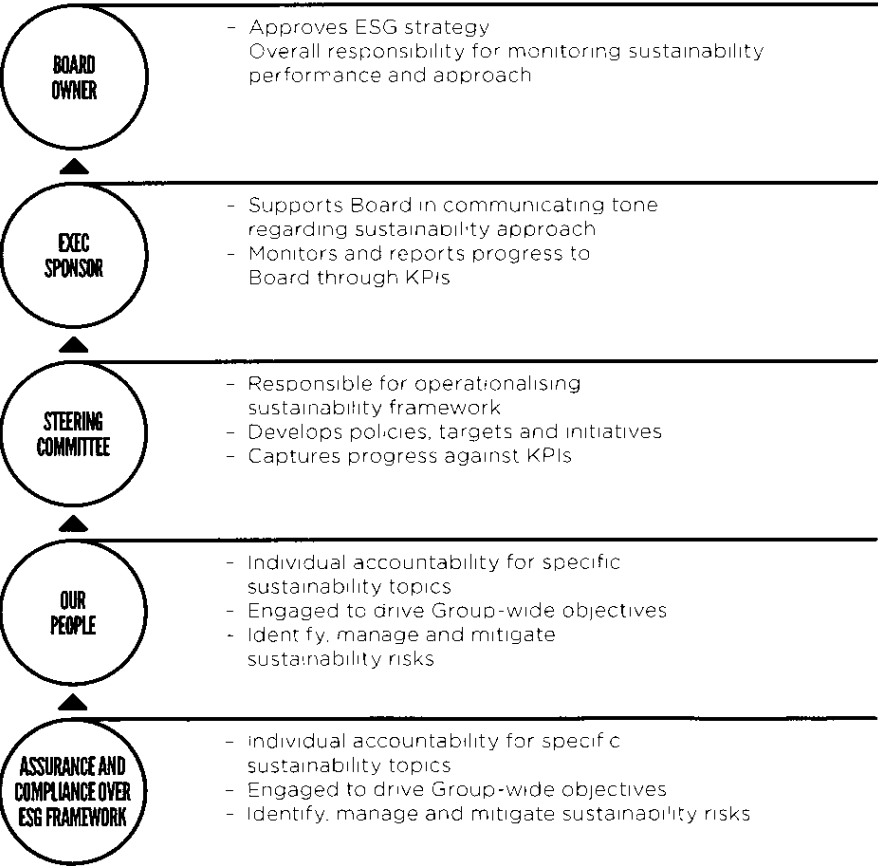 BOARD
OWNER
- Approves ESG strategy
Overall responsibility for monitoring sustainability
performance and approach
EXEC
SPONSOR
- Supports Board in communicating tone
regarding sustainability approach
- Monitors and reports progress to
Board through KPIs
STEERING
COMMITTEE
- Responsible for operationalising
sustainability framework
- Develops policies, targets and initiatives
- Captures progress against KPIs
OUR
PEOPLE
- Individual accountability for specific
sustainability topics
- Engaged to drive Group-wide objectives
- Identify, manage and mitigate
sustainability risks
ASSURANCE AND
COMPLIANCE OVER
ESG FRAMEWORK
- individual accountability for specific
sustainability topics
- Engaged to drive Group-wide objectives
- Identify, manage and mitigate sustainability risks